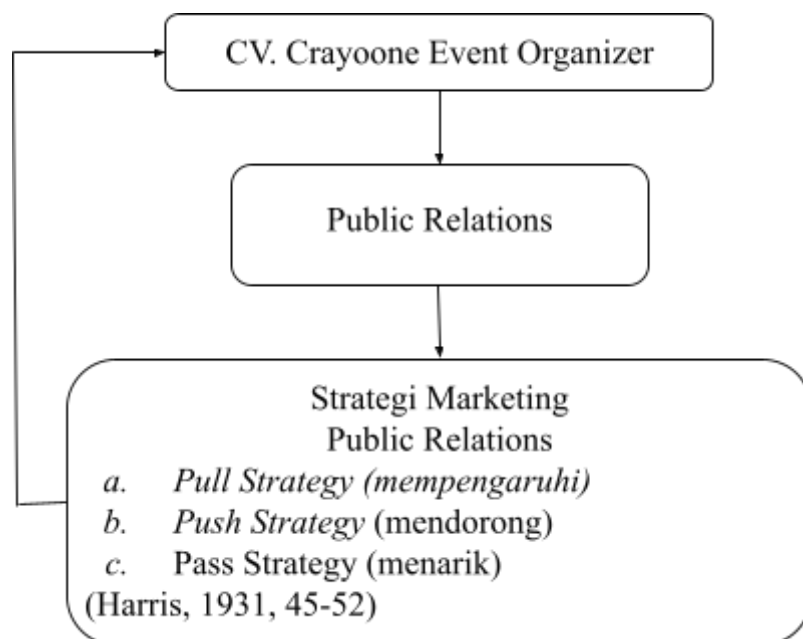 CV. Crayoone Event Organizer
Public Relations
Strategi Marketing
Public Relations
a. Pull Strategy (mempengaruhi)
b. Push Strategy (mendorong)
c. Pass Strategy (menarik)
(Harris, 1931, 45-52)